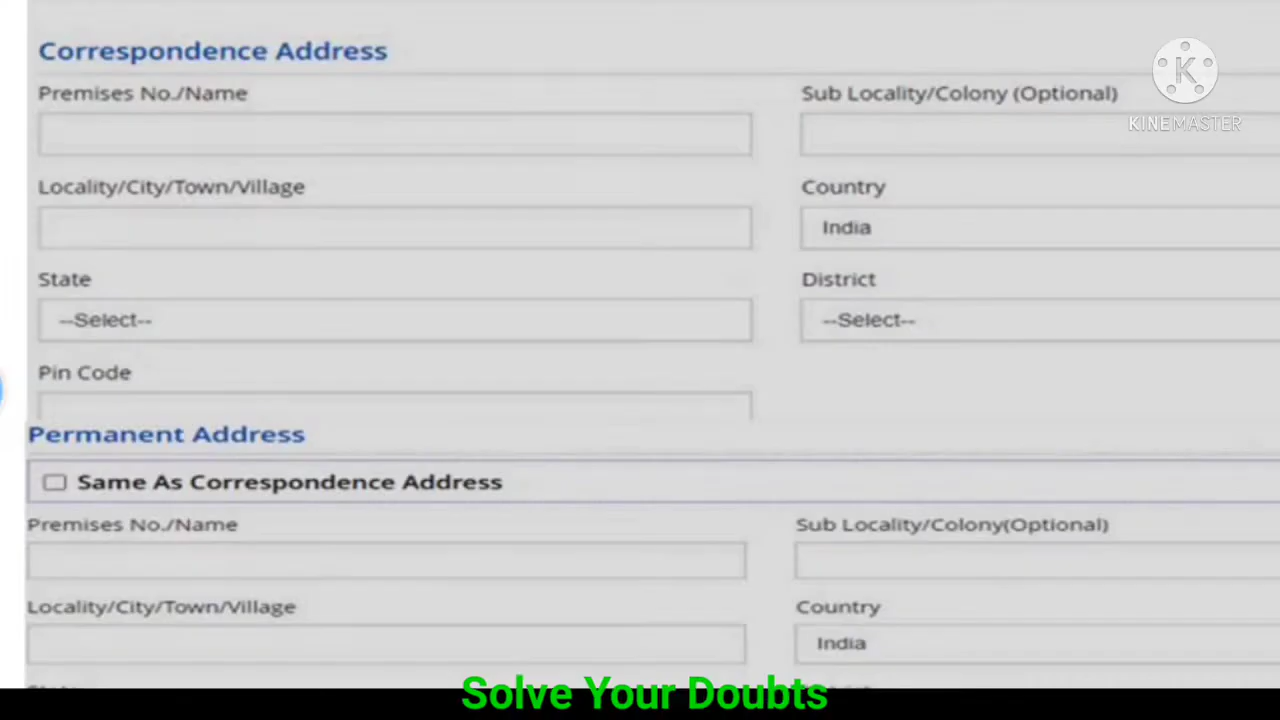 Correspondence Address
K
KINEMASTER
Premises No./Name
Sub Locality/Colony (Optional)
Locality/City/Town/Village
Country
India
State
District
--Select--
--Select--
Pin Code
Permanent Address
Same As Correspondence Address
Premises No./Name
Sub Locality/Colony(Optional)
Locality/City/Town/Village
Country
India
Solve Your Doubts